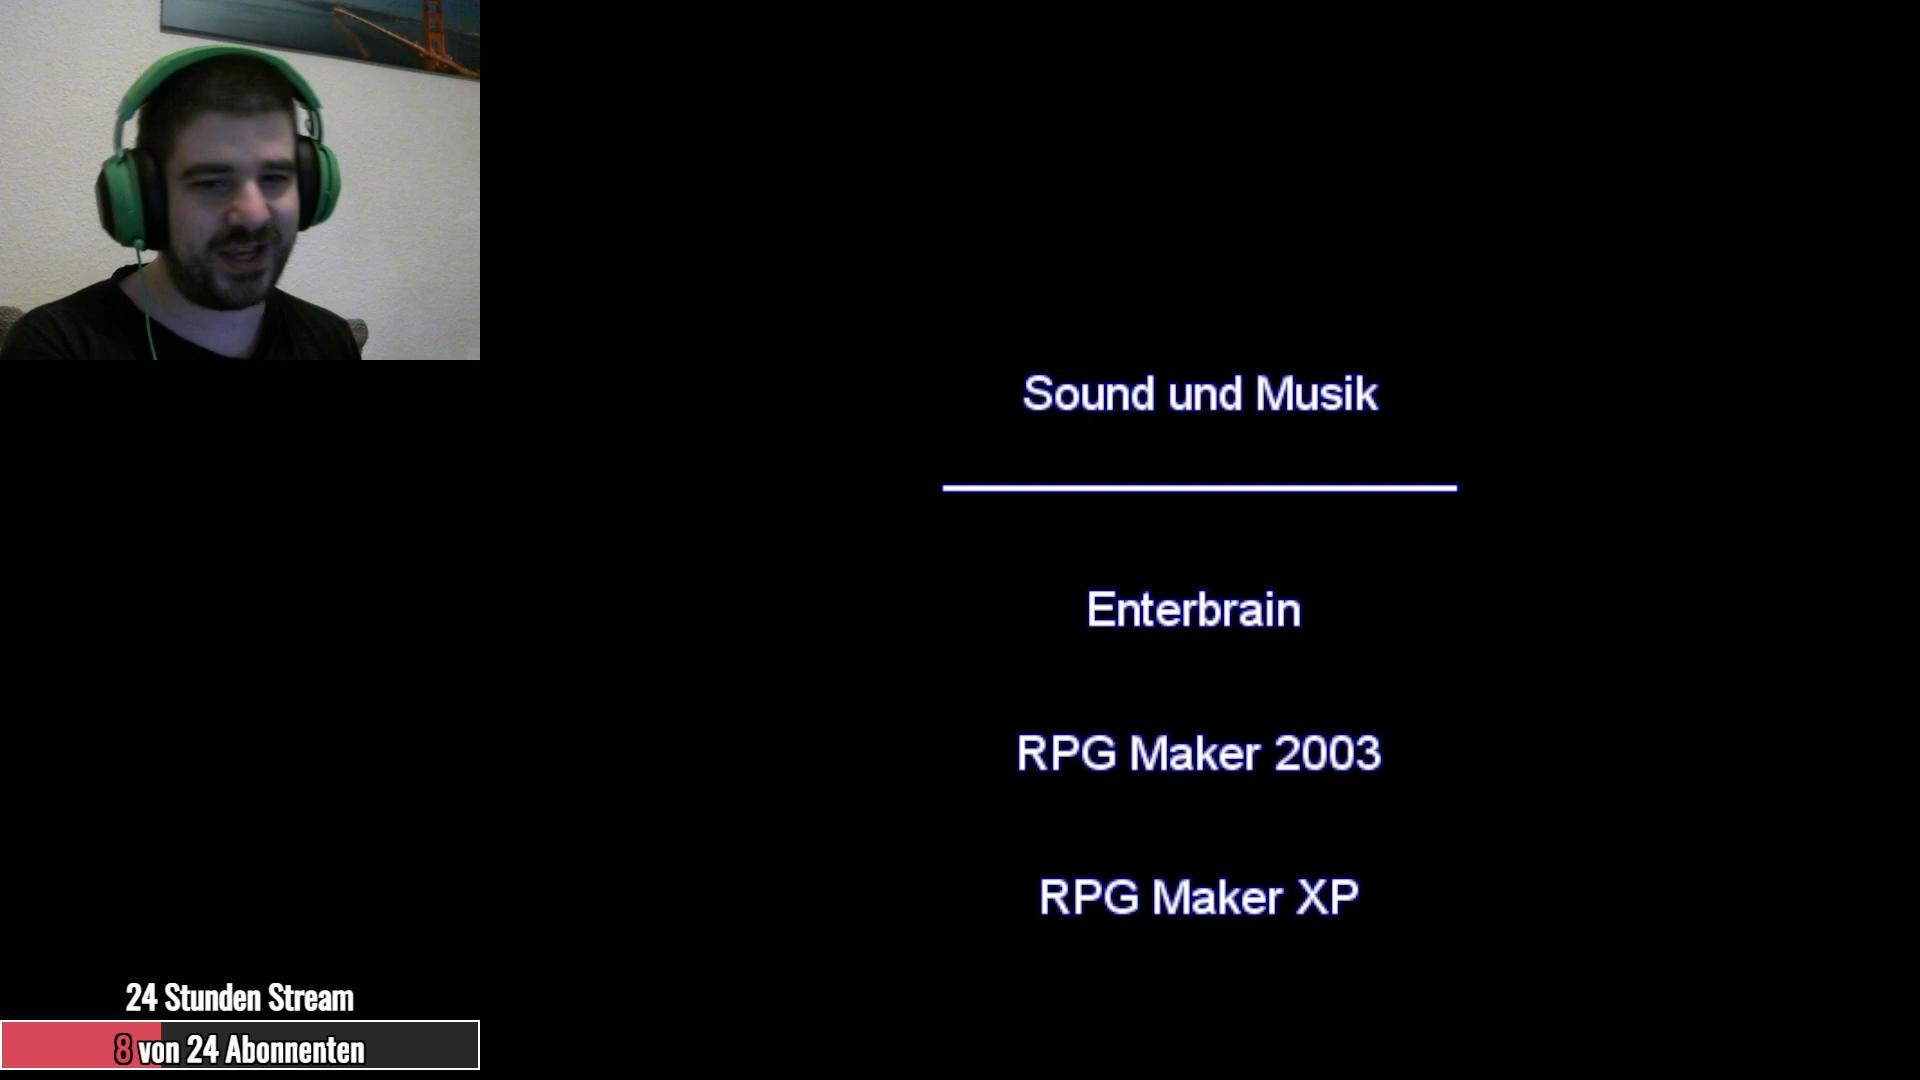 Sound und Musik
Enterbrain
RPG Maker 2003
RPG Maker XP
24 Stunden Stream
8 von 24 Abonnenten